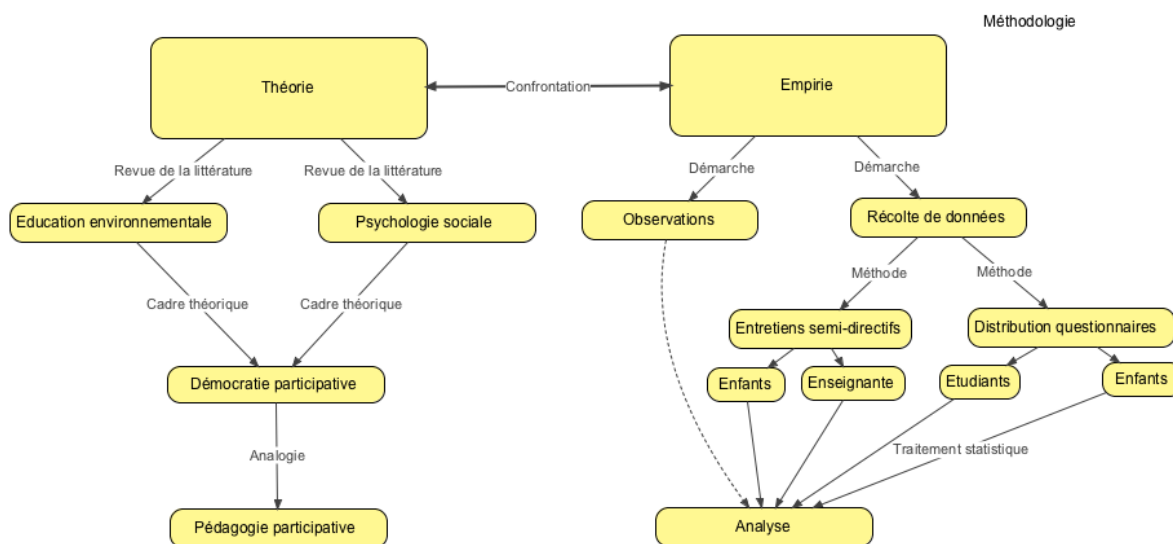 Méthodologie
Théorie
Confrontation
Empirie
Revue de la littérature
Revue de la littérature
Démarche
Démarche
Education environnementale
Psychologie sociale
Observations
Récolte de données
Méthode
Méthode
Cadre théorique
Cadre théorique
Entretiens semi-directifs
Distribution questionnaires
Démocratie participative
Enfants
Enseignante
Etudiants
Enfants
Analogie
Traitement statistique
Pédagogie participative
Analyse